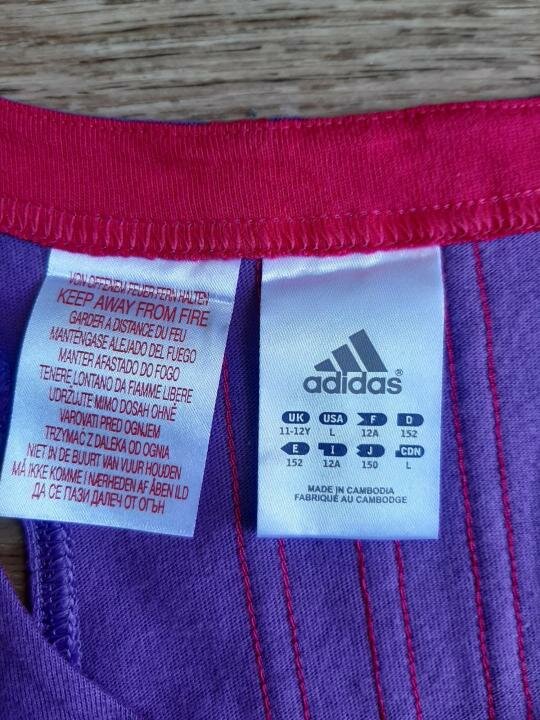 VON OFFENEM FEUER FERN HALTEN
KEEP AWAY FROM FIRE
GARDER A DISTANCE DU FEU
MANTÉNGASE ALEJADO DEL FUEGO
MANTER AFASTADO DO FOGO
TENERE LONTANO DA FIAMME LIBERE
UDRŽUJTE MIMO DOSAH OHNĚ
VAROVATI PRED OGNJEM
TRZYMAĆ Z DALEKA OD OGNIA
NIET IN DE BUURT VAN VUUR HOUDEN
MÅ IKKE KOMME I NÆRHEDEN AF ÅBEN ILD
ДА СЕ ПАЗИ ДАЛЕЧ ОТ ОГЪН
adidas®
UK USA F D
11-12Y L 12A 152
E I J CDN
152 12A 150 L
MADE IN CAMBODIA
FABRIQUÉ AU CAMBODGE